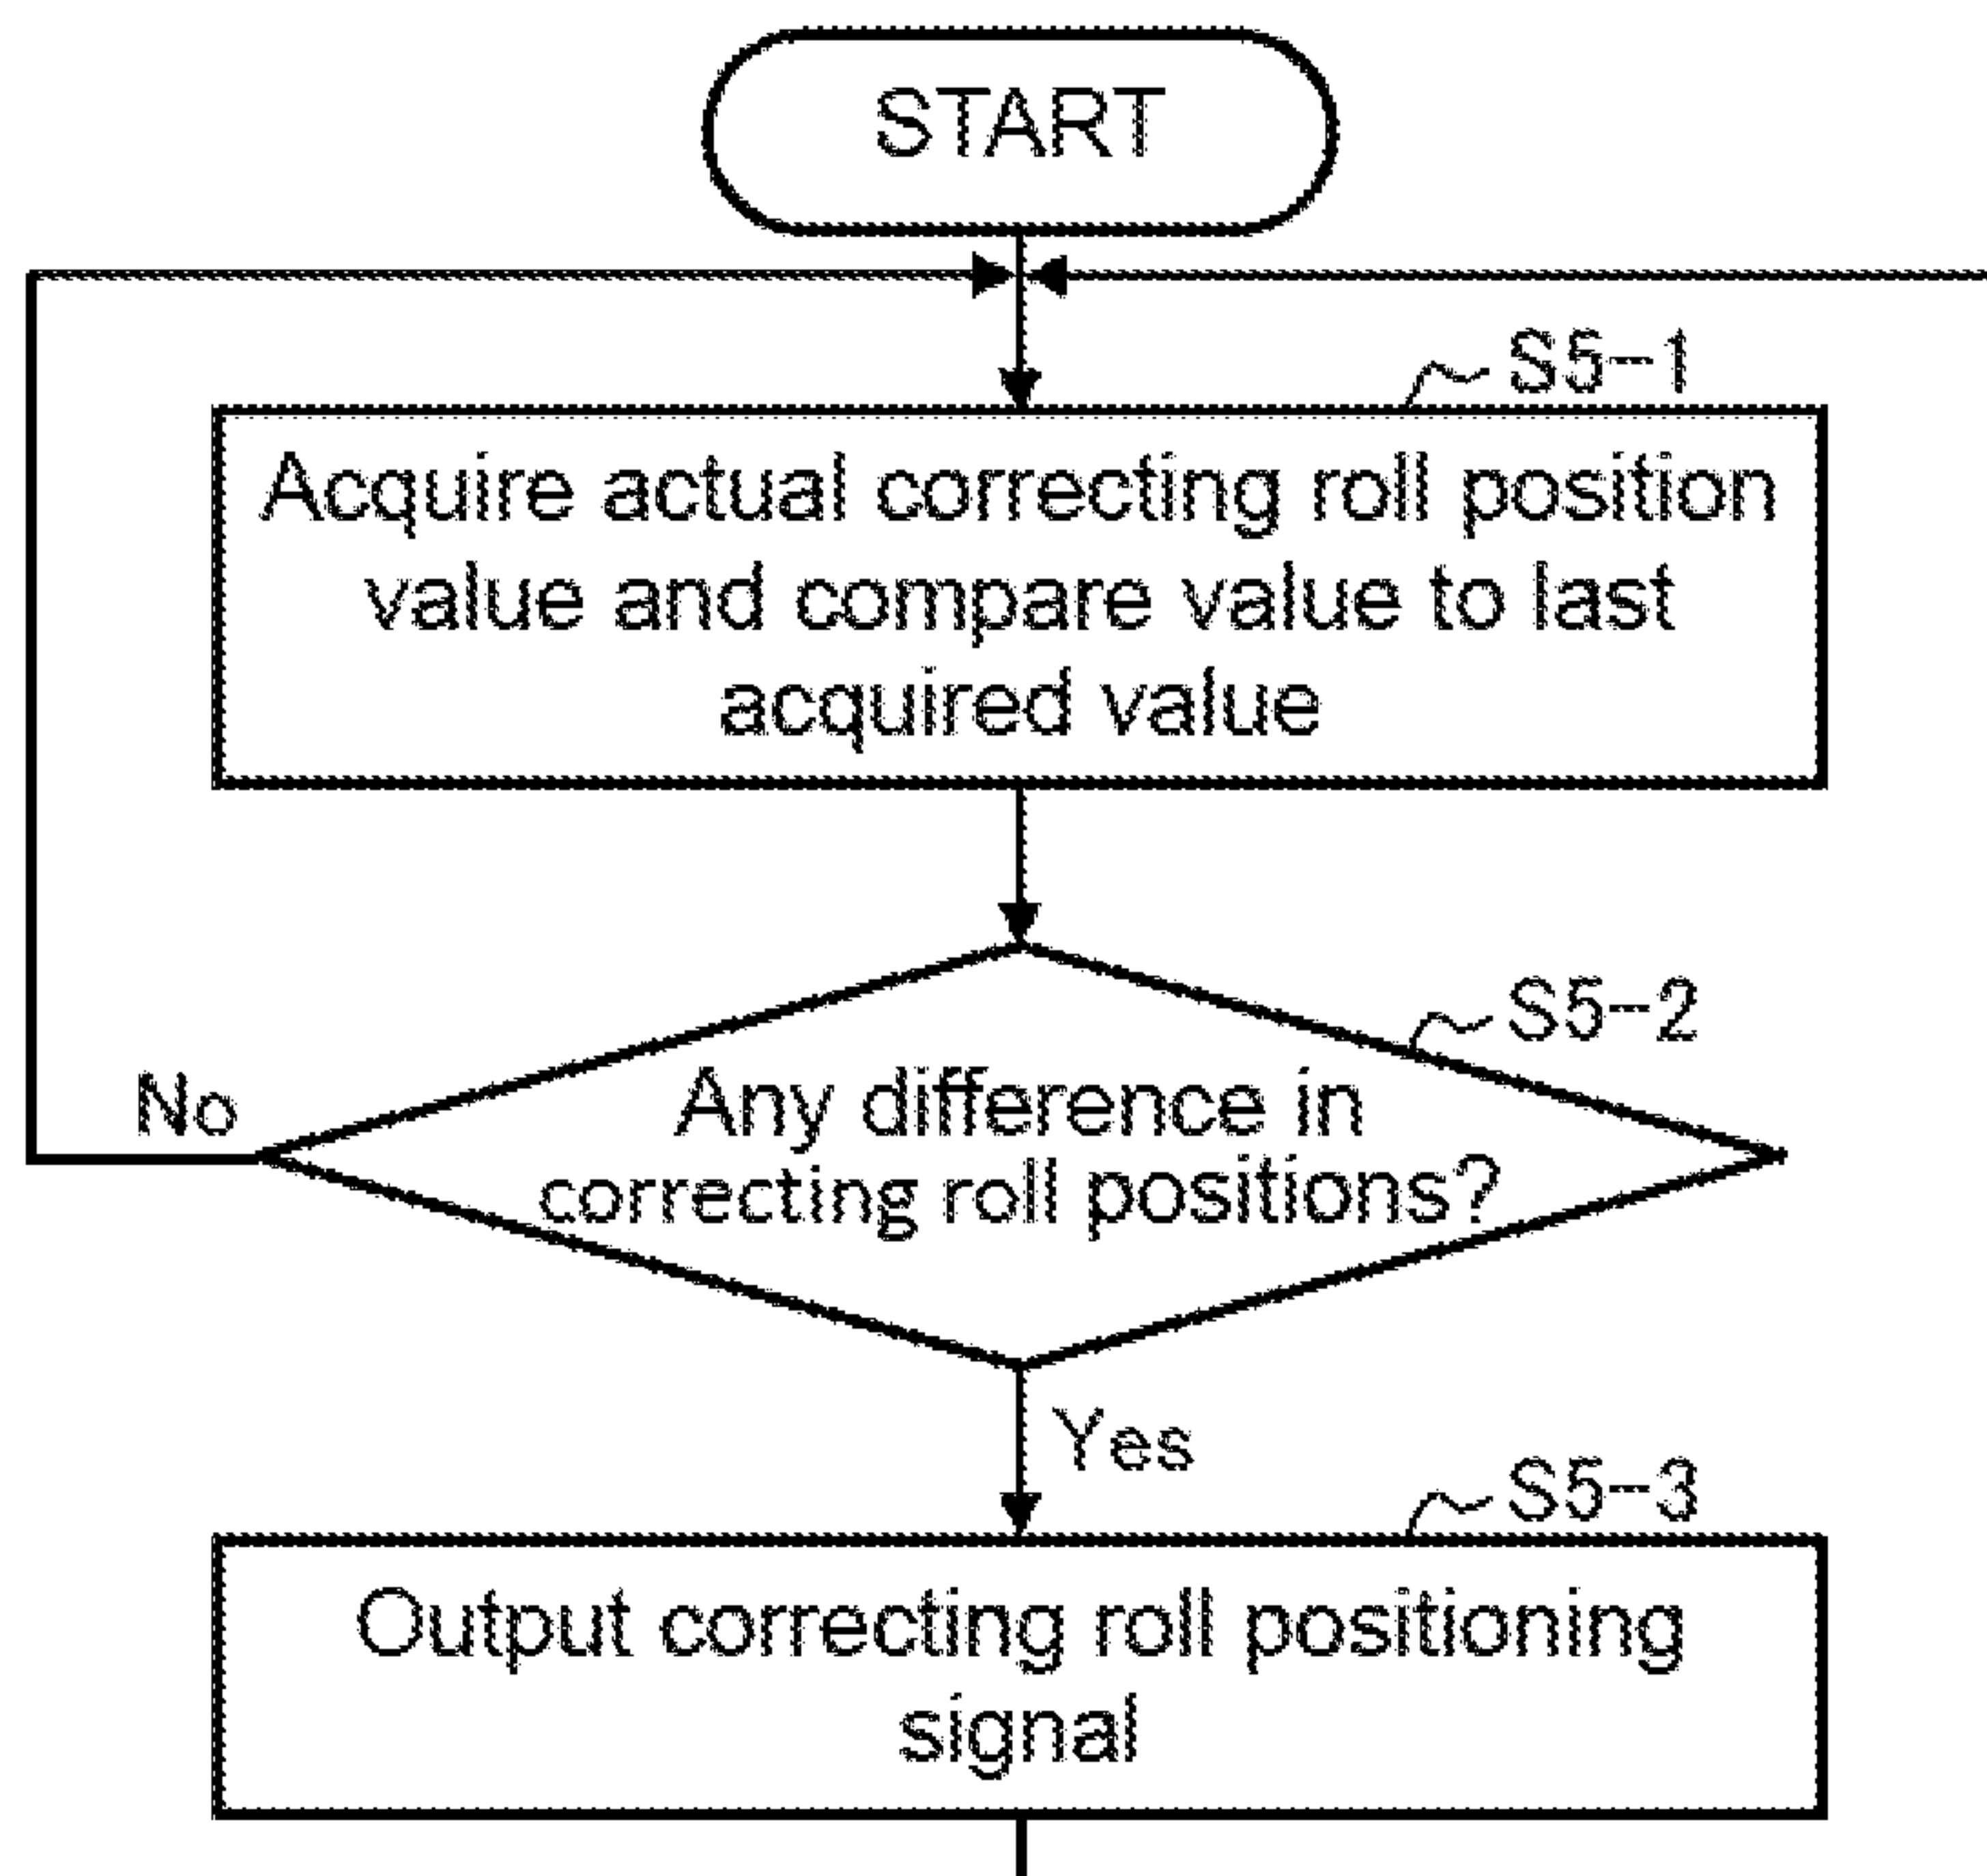 START
S5-1
Acquire actual correcting roll position
value and compare value to last
acquired value
S5-2
No
Any difference in
correcting roll positions?
Yes
S5-3
Output correcting roll positioning
signal